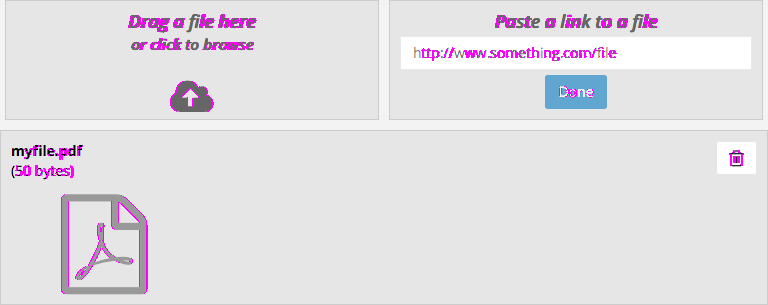 Drag a file here
or click to browse
Paste a link to a file
http://www.something.com/file
Done
myfile.pdf
(50 bytes)